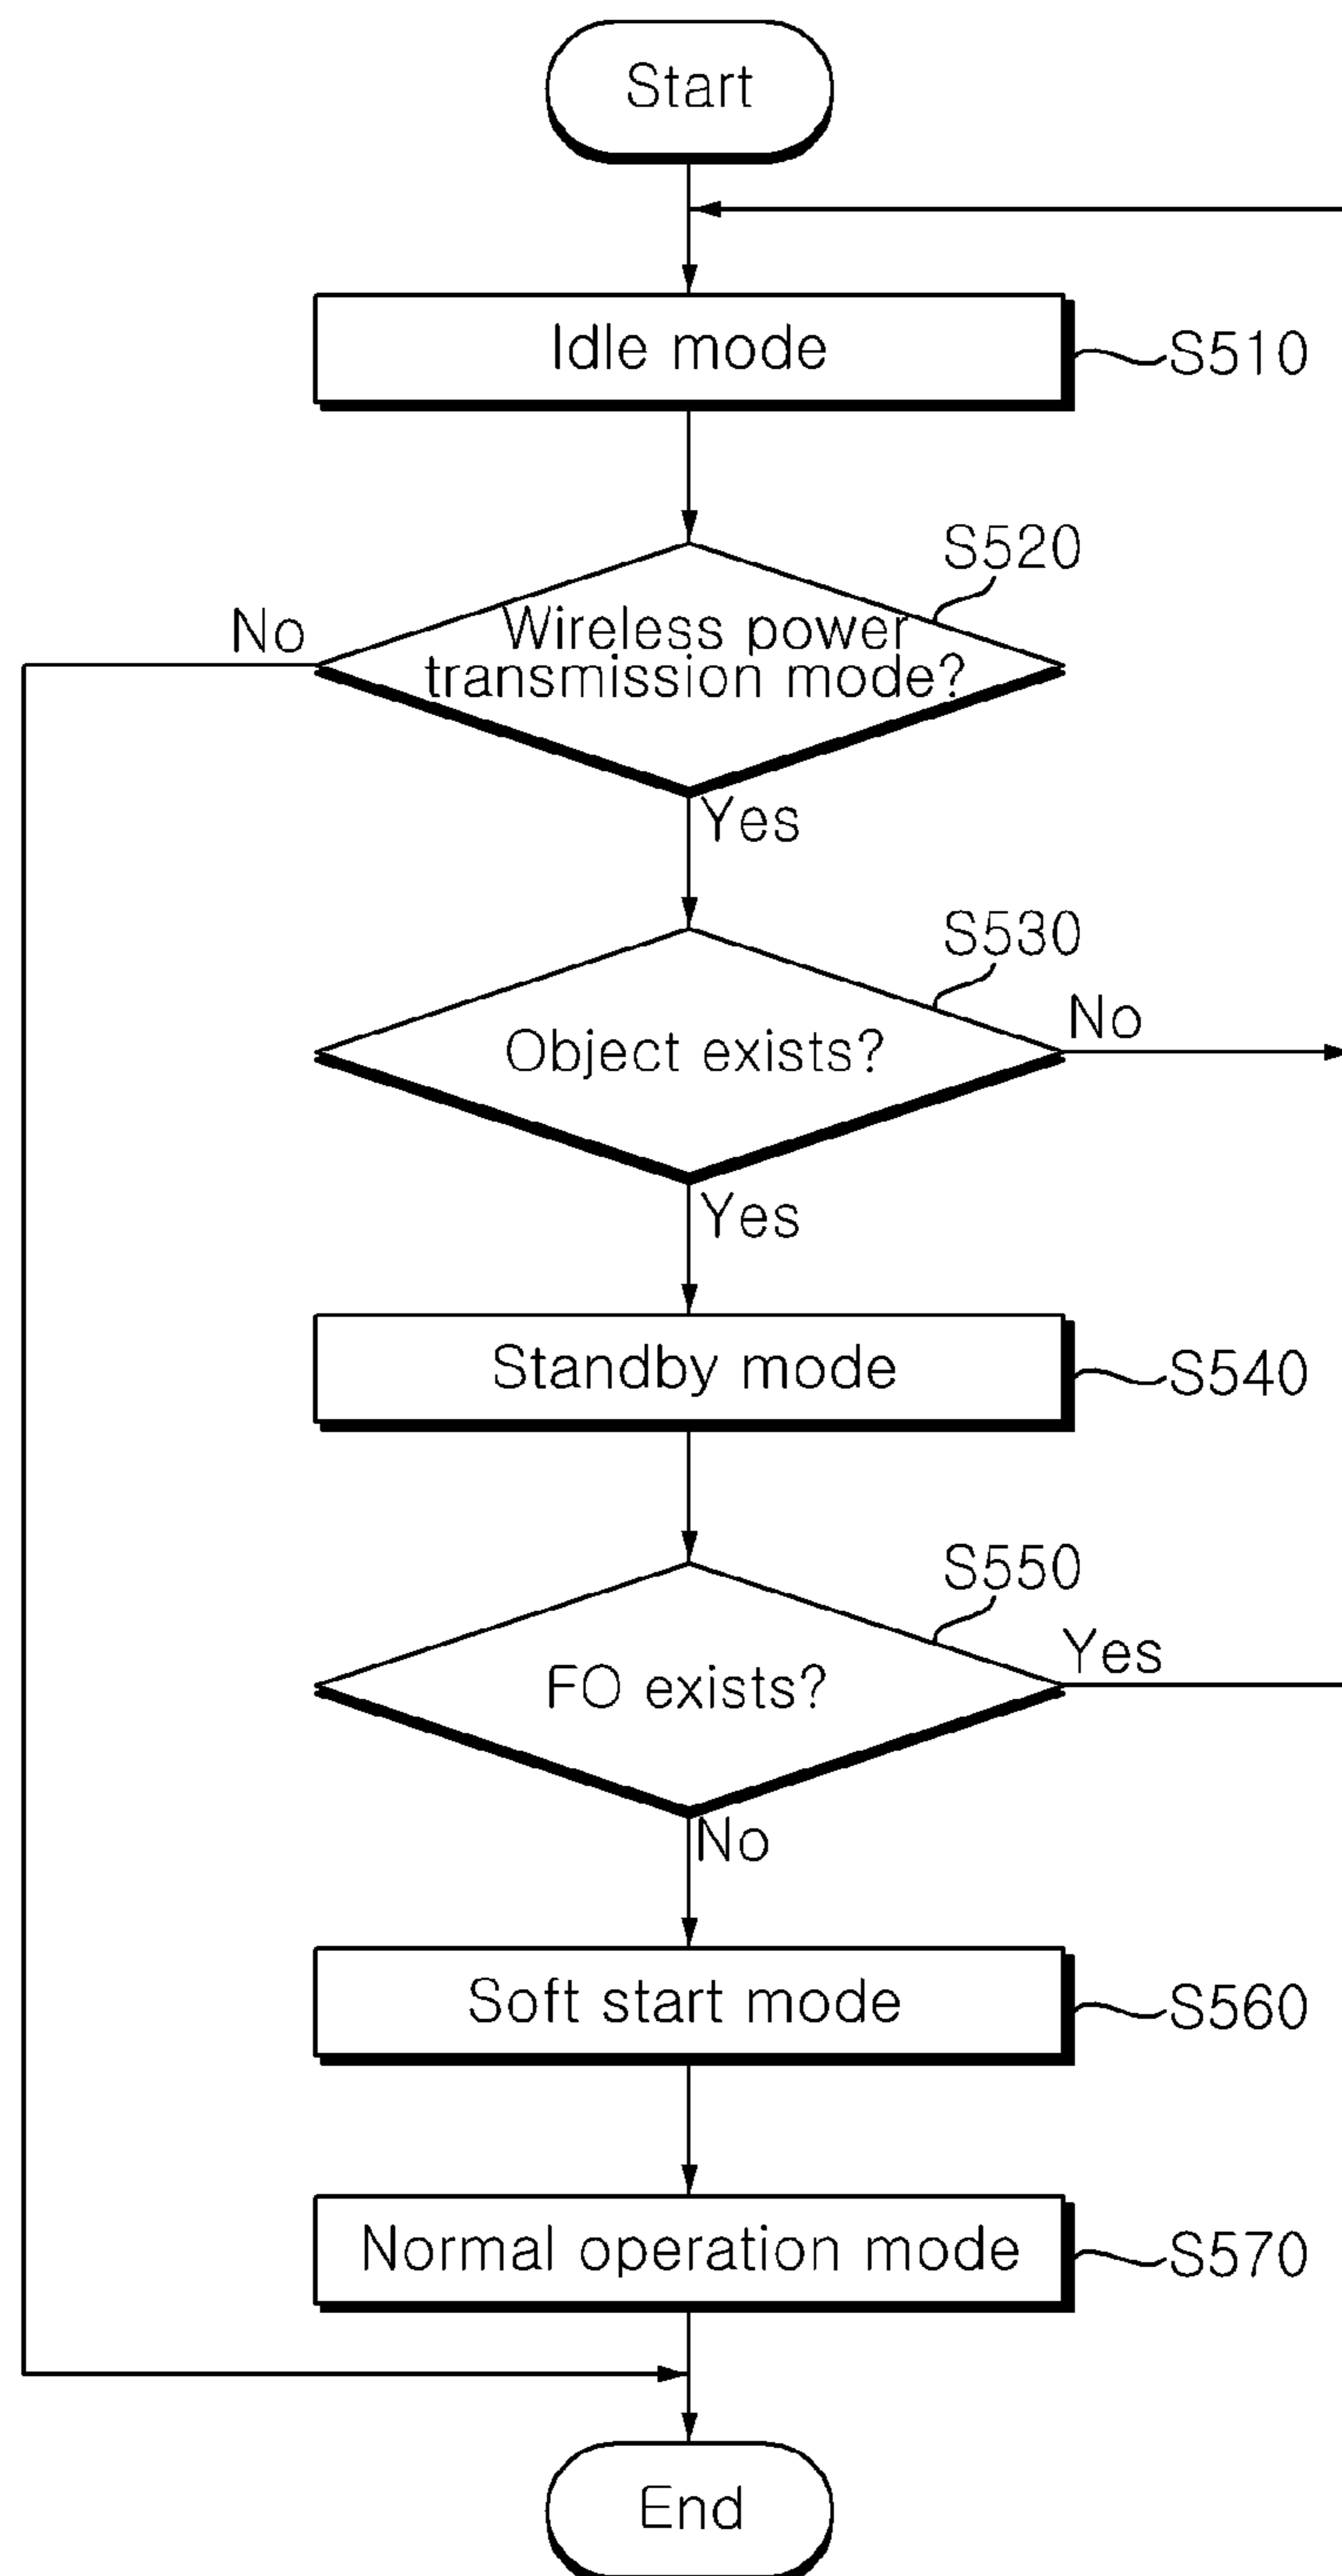 Start
Idle mode
S510
S520
No
Wireless power
transmission mode?
Yes
S530
No
Object exists?
Yes
Standby mode
S540
S550
Yes
FO exists?
No
Soft start mode
S560
Normal operation mode
S570
End